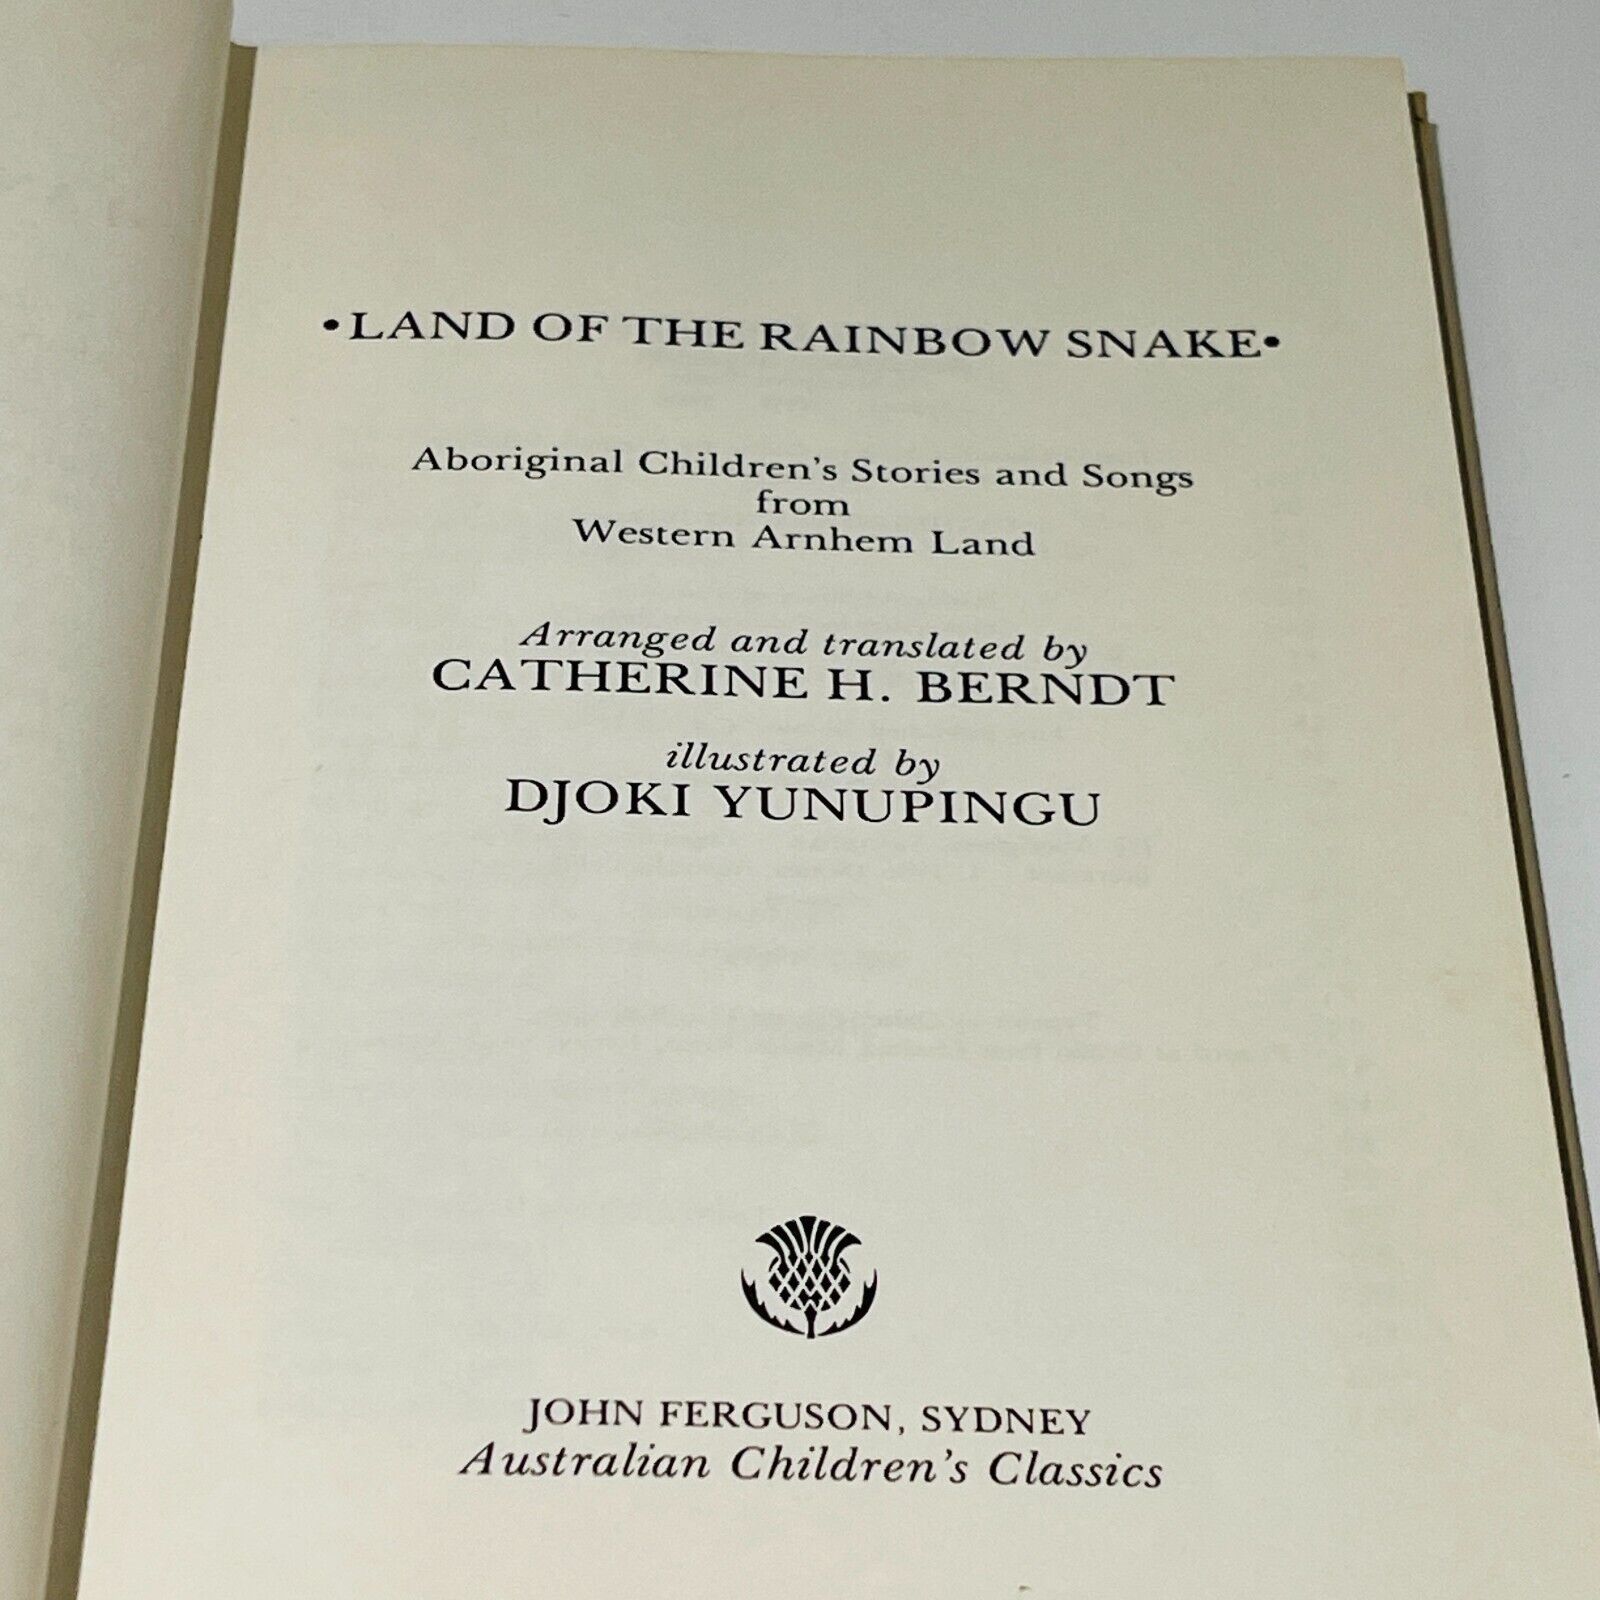 •LAND OF THE RAINBOW SNAKE•
Aboriginal Children's Stories and Songs
from
Western Arnhem Land
Arranged and translated by
CATHERINE H. BERNDT
illustrated by
DJOKI YUNUPINGU
JOHN FERGUSON, SYDNEY
Australian Children's Classics